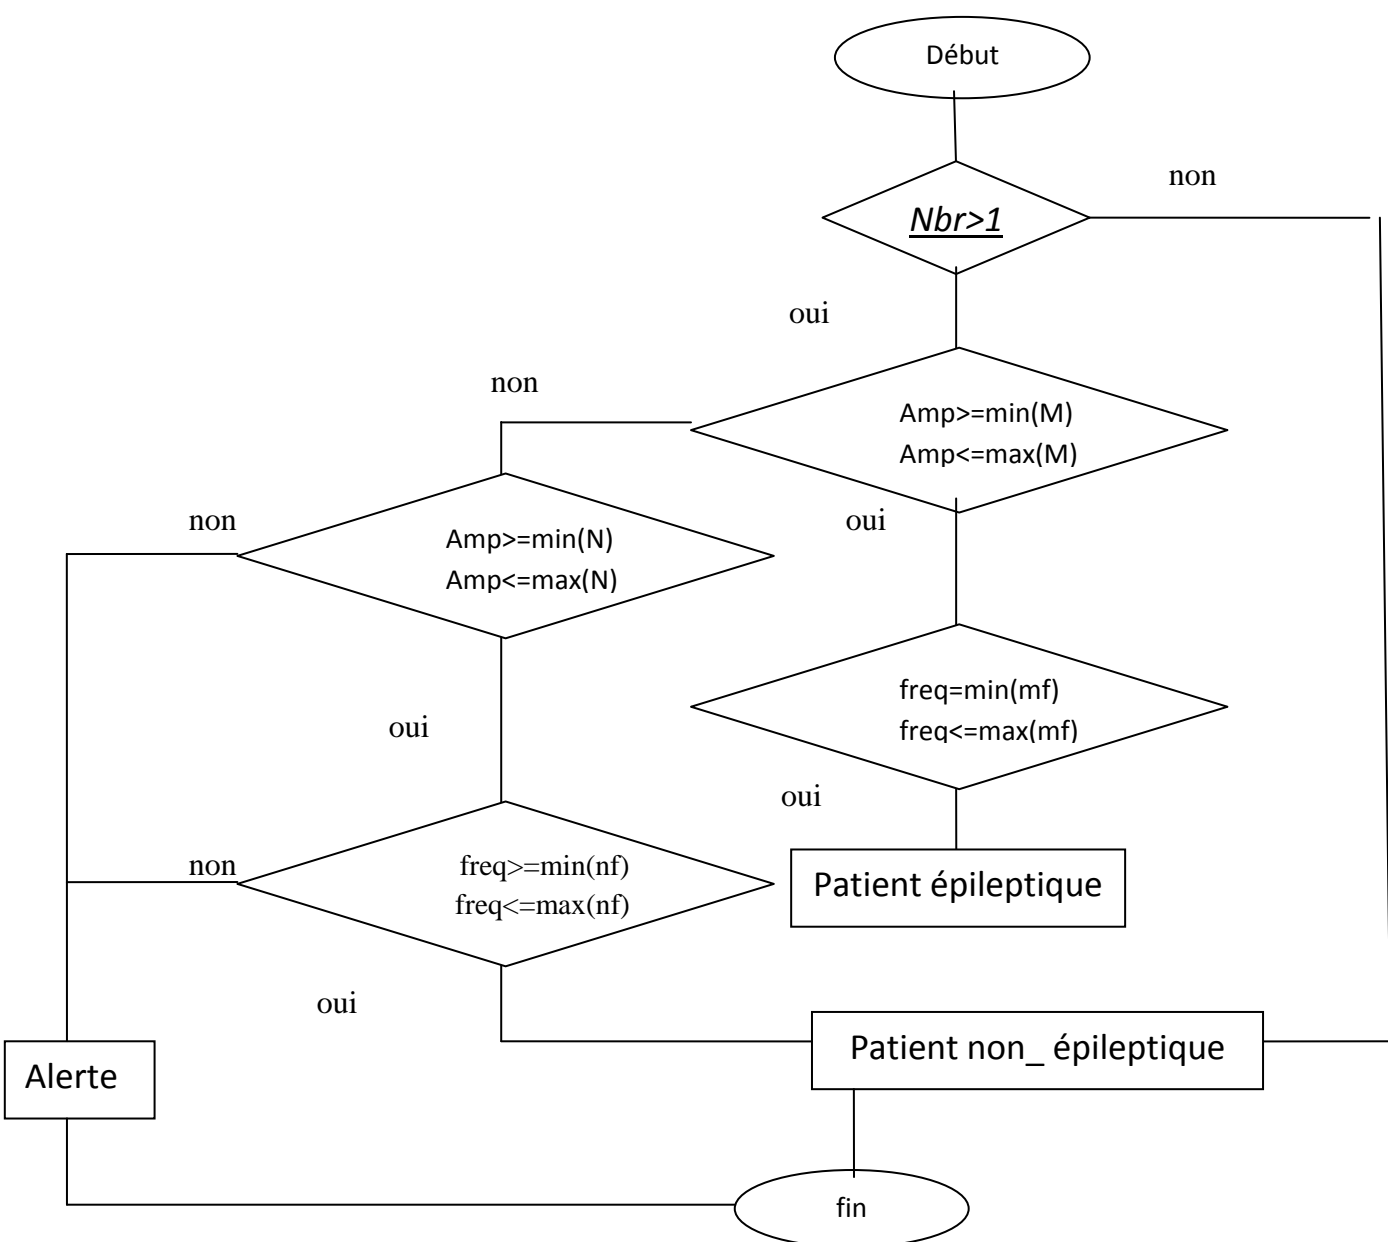 Début
non
Nbr>1
oui
non
Amp>=min(M)
Amp<=max(M)
non
oui
Amp>=min(N)
Amp<=max(N)
freq=min(mf)
freq<=max(mf)
oui
oui
non
freq>=min(nf)
freq<=max(nf)
Patient épileptique
oui
Patient non_ épileptique
Alerte
fin